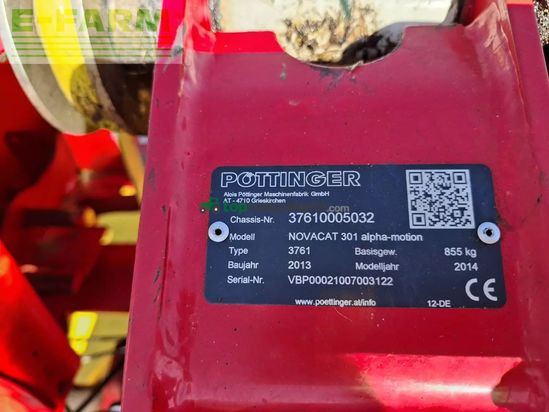 E-FARM
PÖTTINGER
Alois Pöttinger Maschinenfabrik GmbH
AT - 4710 Grieskirchen
Chassis-Nr. 37610005032
Modell NOVACAT 301 alpha-motion
Type 3761 Basisgew. 855 kg
Baujahr 2013 Modelljahr 2014
Serial-Nr. VBP00021007003122
www.poettinger.at/info 12-DE CE